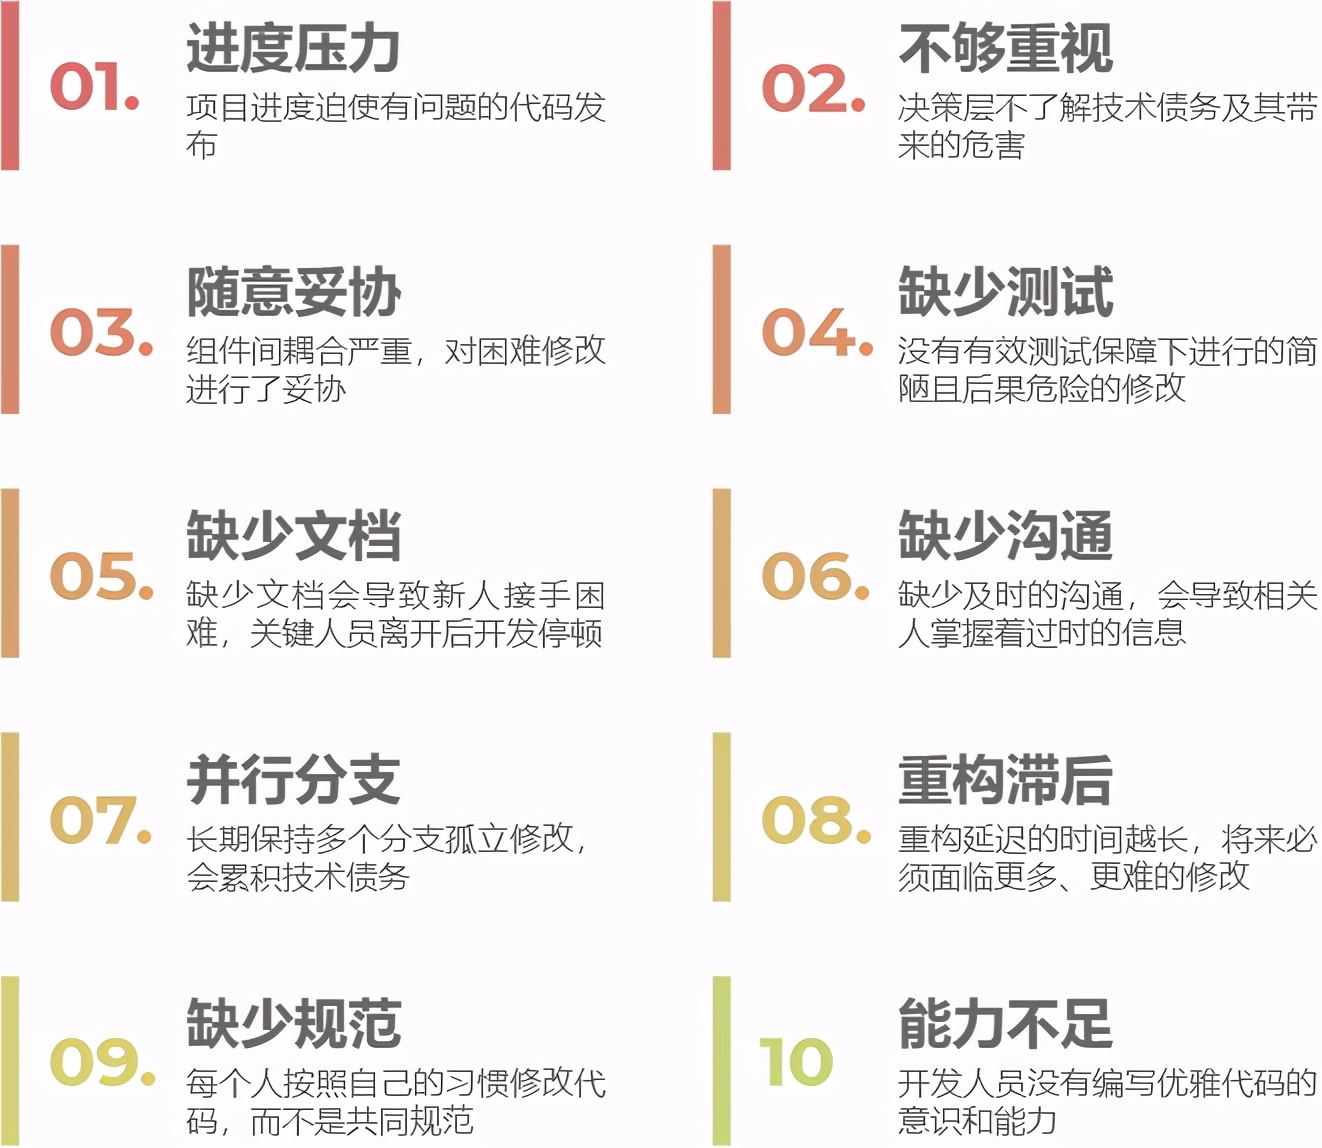 01.
进度压力
项目进度迫使有问题的代码发
布
02.
不够重视
决策层不了解技术债务及其带
来的危害
03.
随意妥协
组件间耦合严重，对困难修改
进行了妥协
04.
缺少测试
没有有效测试保障下进行的简
陋且后果危险的修改
05.
缺少文档
缺少文档会导致新人接手困
难，关键人员离开后开发停顿
06.
缺少沟通
缺少及时的沟通，会导致相关
人掌握着过时的信息
07.
并行分支
长期保持多个分支孤立修改，
会累积技术债务
08.
重构滞后
重构延迟的时间越长，将来必
须面临更多、更难的修改
09.
缺少规范
每个人按照自己的习惯修改代
码，而不是共同规范
10
能力不足
开发人员没有编写优雅代码的
意识和能力